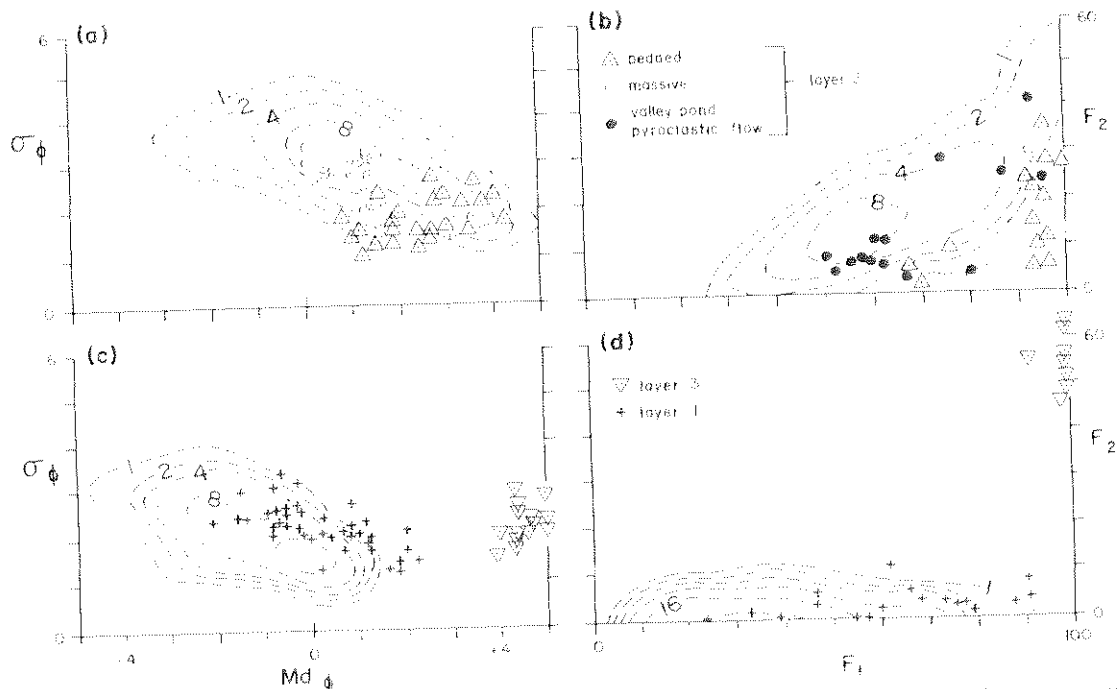 (a)
6
σϕ
0
1
2
4
8
(b)
60
F₂
0
△ bedded
massive
● valley pond
pyroclastic flow
layer
1
2
4
8
1
(c)
6
σϕ
0
1
2
4
8
-4
0
+4
Md ϕ
(d)
60
F₂
0
▽ layer 3
+ layer 1
16
1
0
100
F₁